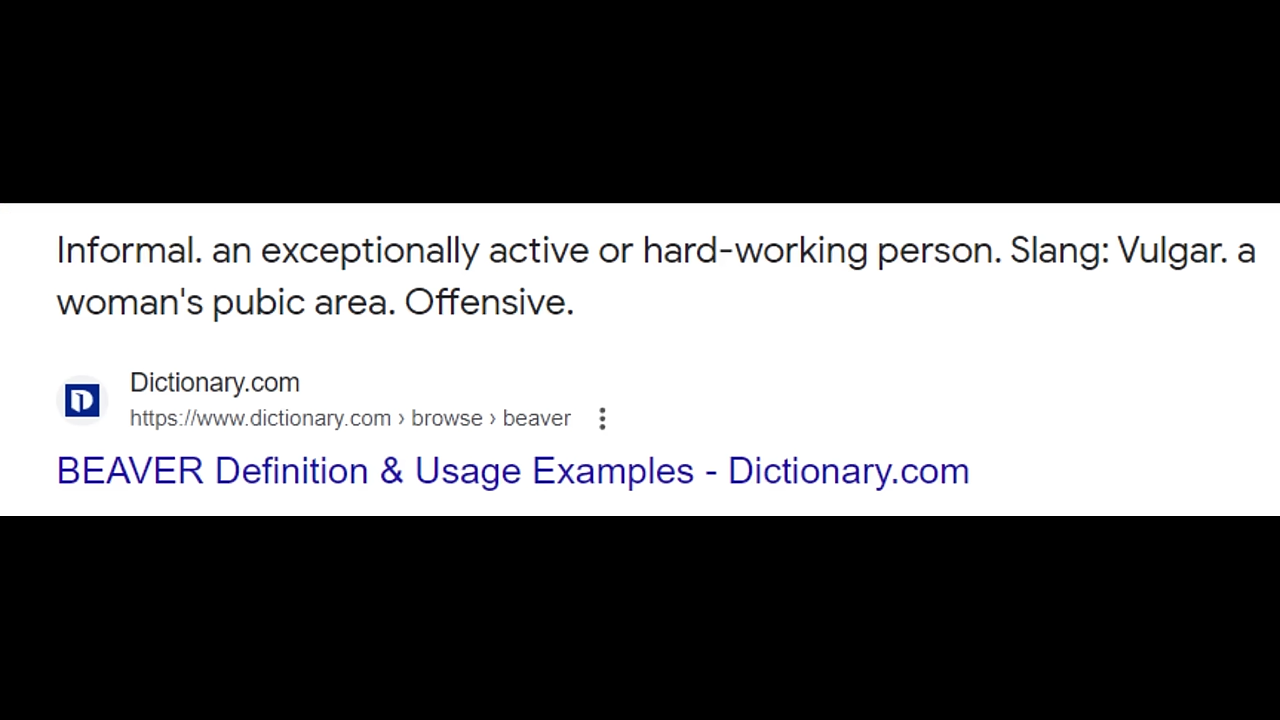 Informal. an exceptionally active or hard-working person. Slang: Vulgar. a
woman's pubic area. Offensive.
Dictionary.com
https://www.dictionary.com › browse › beaver
BEAVER Definition & Usage Examples - Dictionary.com